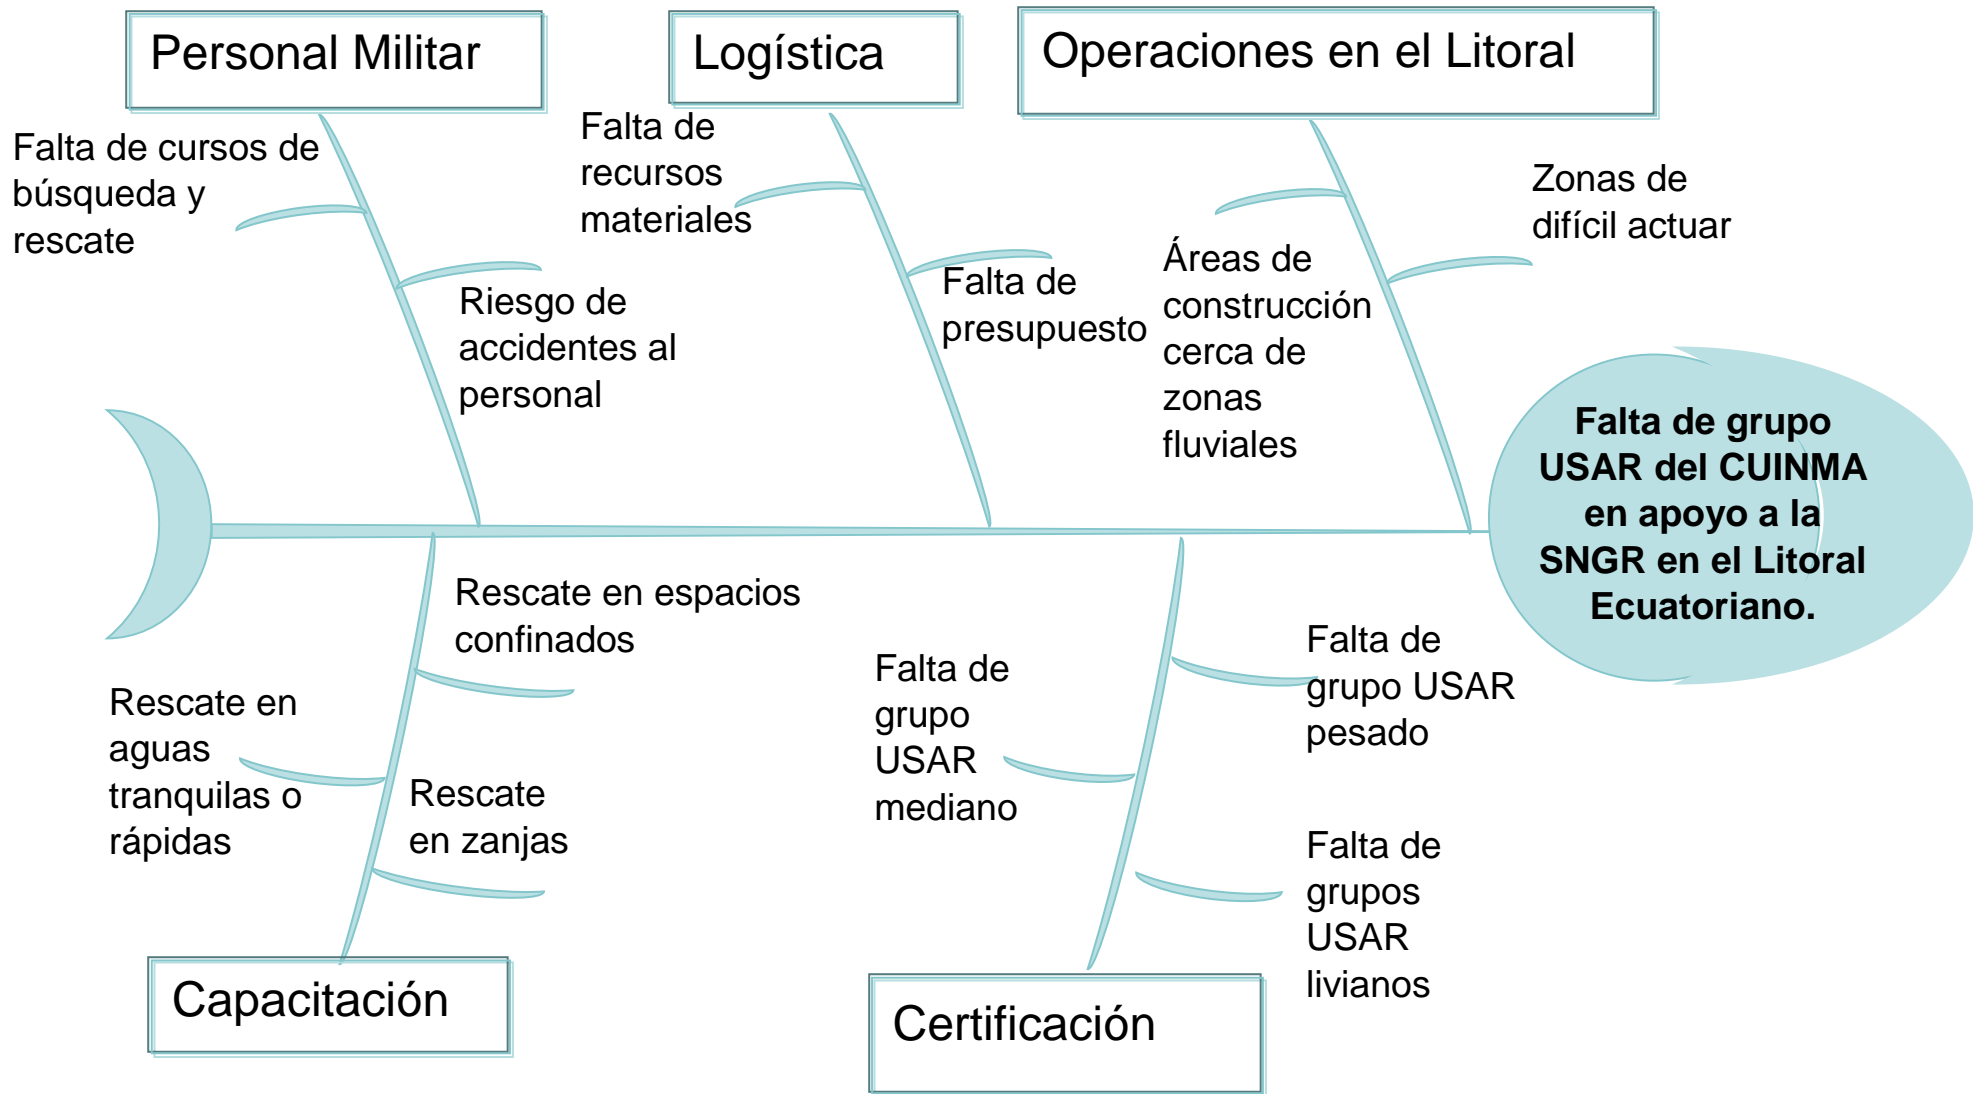 Personal Militar
Logística
Operaciones en el Litoral
Falta de cursos de
búsqueda y
rescate
Riesgo de
accidentes al
personal
Falta de
recursos
materiales
Falta de
presupuesto
Áreas de
construcción
cerca de
zonas
fluviales
Zonas de
difícil actuar
Falta de grupo
USAR del CUINMA
en apoyo a la
SNGR en el Litoral
Ecuatoriano.
Rescate en espacios
confinados
Rescate en
aguas
tranquilas o
rápidas
Rescate
en zanjas
Falta de
grupo
USAR
mediano
Falta de
grupo USAR
pesado
Falta de
grupos
USAR
livianos
Capacitación
Certificación